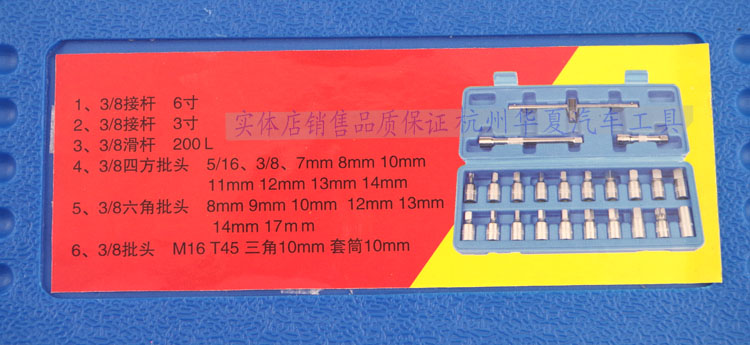 1、3/8接杆 6寸
2、3/8接杆 3寸
3、3/8滑杆 200L
4、3/8四方批头 5/16、3/8、7mm 8mm 10mm
11mm 12mm 13mm 14mm
5、3/8六角批头 8mm 9mm 10mm 12mm 13mm
14mm 17mm
6、3/8批头 M16 T45 三角10mm 套筒10mm
实体店销售品质保证杭州华夏汽车工具